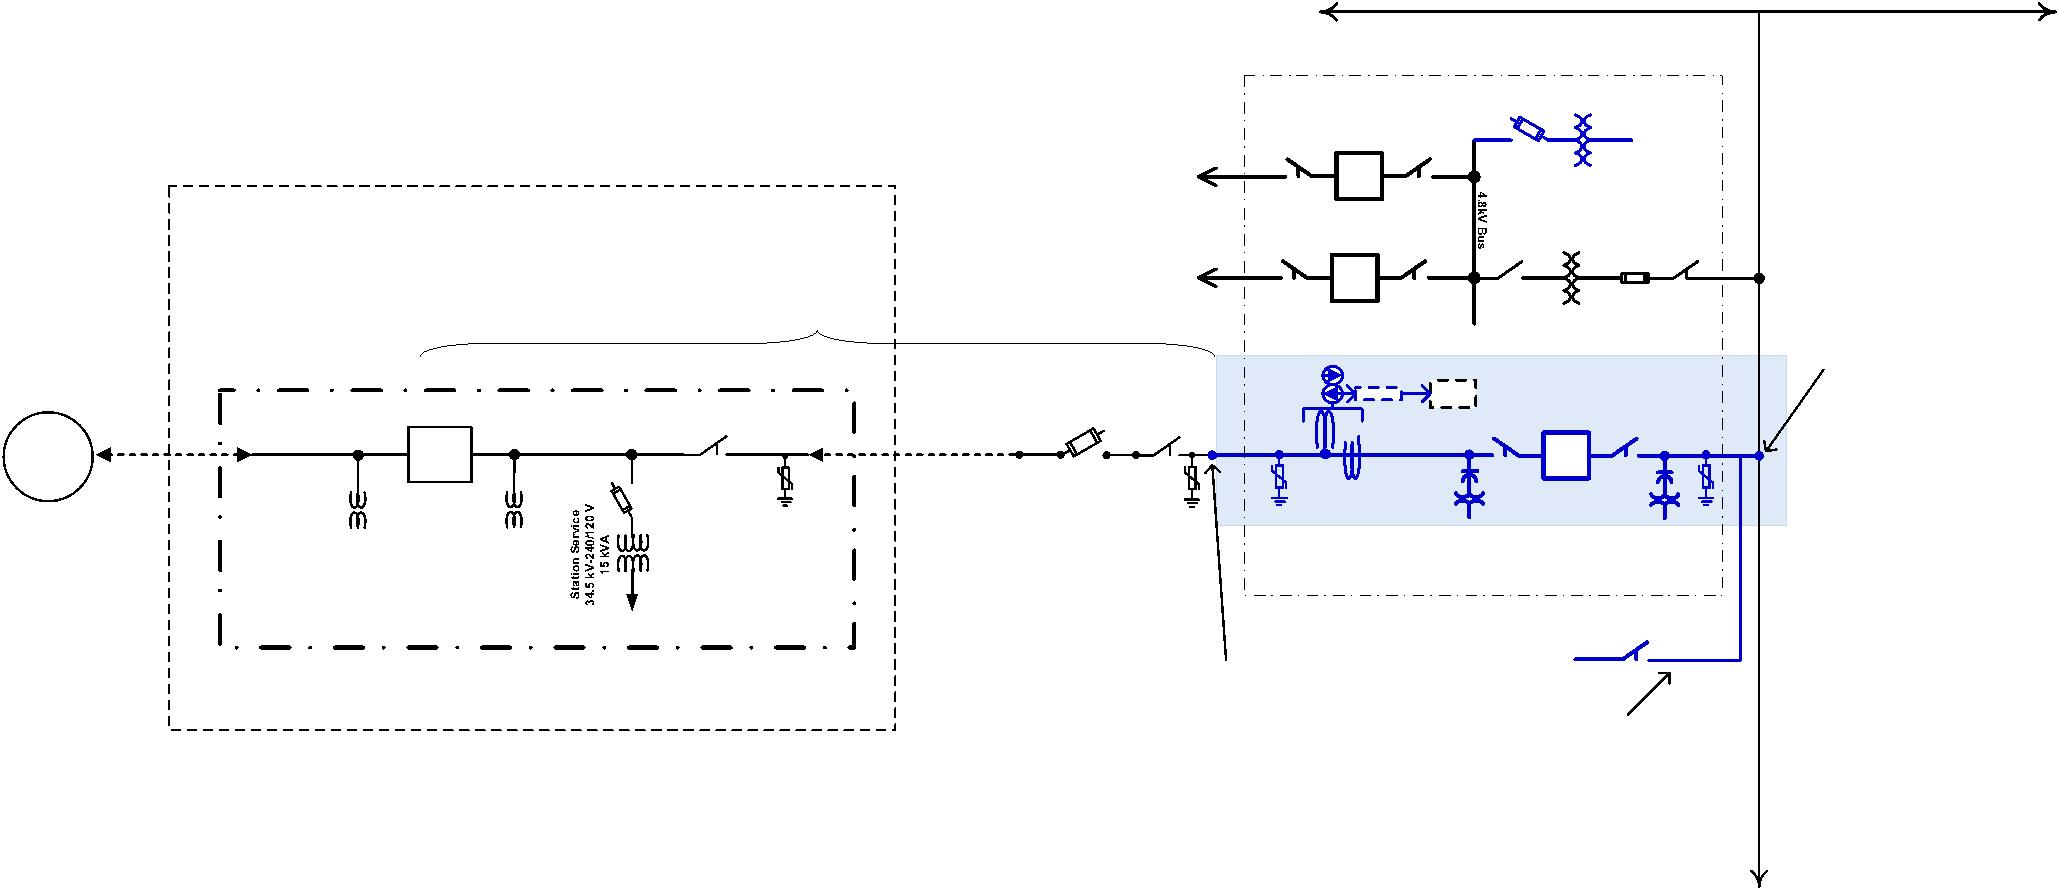 4.8kV Bus
Station Service
34.5 kV-240/120 V
15 kVA